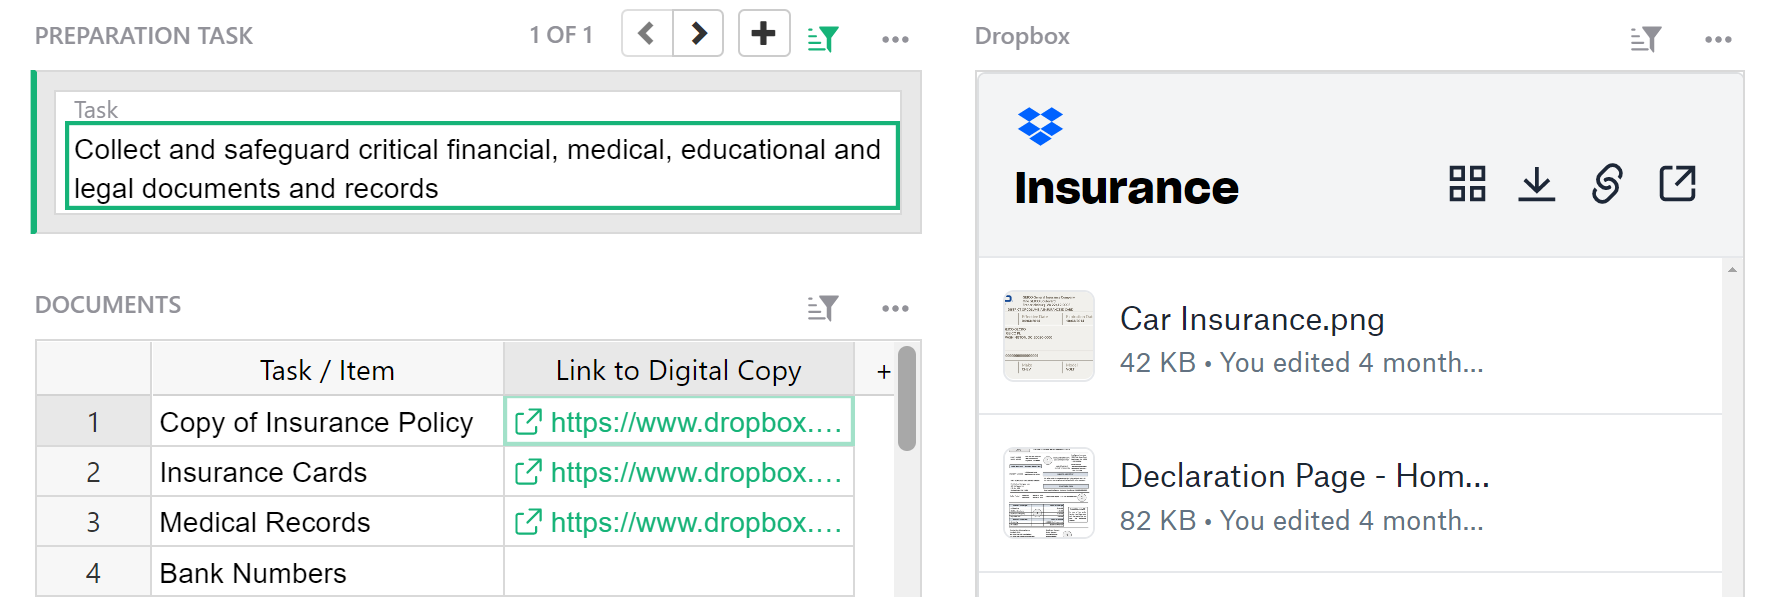 PREPARATION TASK
1 OF 1
Task
Collect and safeguard critical financial, medical, educational and
legal documents and records
DOCUMENTS
Task / Item
Link to Digital Copy
+
1 Copy of Insurance Policy https://www.dropbox....
2 Insurance Cards https://www.dropbox....
3 Medical Records https://www.dropbox....
4 Bank Numbers
Dropbox
Insurance
Car Insurance.png
42 KB • You edited 4 month...
Declaration Page - Hom...
82 KB • You edited 4 month...